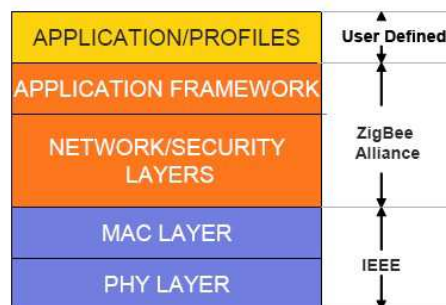 APPLICATION/PROFILES
User Defined
APPLICATION FRAMEWORK
NETWORK/SECURITY
LAYERS
ZigBee
Alliance
MAC LAYER
IEEE
PHY LAYER